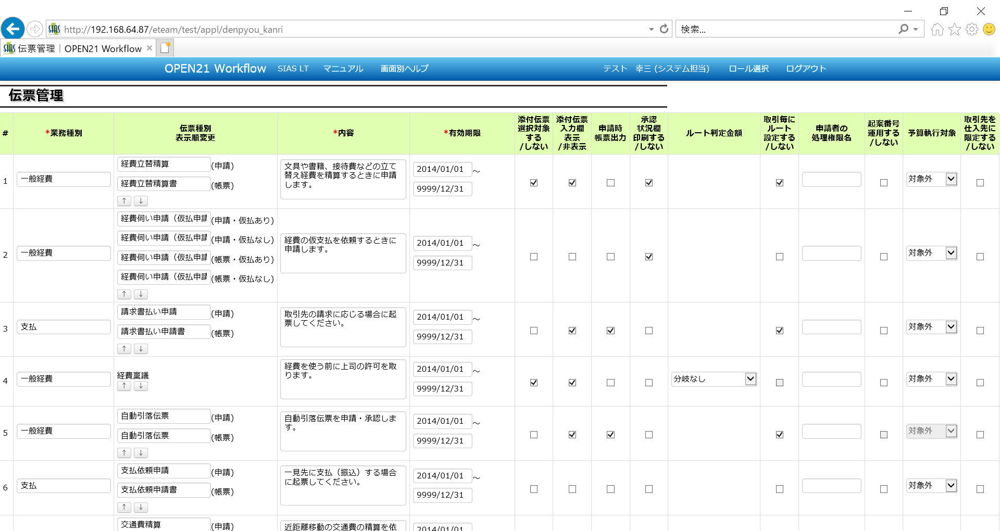 http://192.168.64.87/eteam/test/appl/denpyou_kanri
検索...
伝票管理 | OPEN21 Workflow
OPEN21 Workflow SIAS LT マニュアル 画面別ヘルプ テスト 幸三 (システム担当) ロール選択 ログアウト
伝票管理
#
*業務種別
伝票種別
表示順変更
*内容
*有効期限
添付伝票
選択対象
する
/しない
添付伝票
入力欄
表示
/非表示
申請時
帳票出力
承認
状況欄
印刷する
/しない
ルート判定金額
取引毎に
ルート
設定する
/しない
申請者の
処理権限名
起案番号
運用する
/しない
予算執行対象
取引先を
仕入先に
限定する
/しない
1
一般経費
経費立替精算 (申請)
経費立替精算書 (帳票)
↑ ↓
文具や書籍、接待費などの立て
替え経費を精算するときに申請
します。
2014/01/01 ～
9999/12/31
対象外
2
一般経費
経費伺い申請（仮払申請 (申請・仮払あり)
経費伺い申請（仮払申請 (申請・仮払なし)
経費伺い申請（仮払申請 (帳票・仮払あり)
経費伺い申請（仮払申請 (帳票・仮払なし)
↑ ↓
経費の仮支払を依頼するときに
申請します。
2014/01/01 ～
9999/12/31
対象外
3
支払
請求書払い申請 (申請)
請求書払い申請書 (帳票)
↑ ↓
取引先の請求に応じる場合に起
票してください。
2014/01/01 ～
9999/12/31
対象外
4
一般経費
経費稟議
↑ ↓
経費を使う前に上司の許可を取
ります。
2014/01/01 ～
9999/12/31
分岐なし
対象外
5
一般経費
自動引落伝票 (申請)
自動引落伝票 (帳票)
↑ ↓
自動引落伝票を申請・承認しま
す。
2014/01/01 ～
9999/12/31
対象外
6
支払
支払依頼申請 (申請)
支払依頼申請書 (帳票)
↑ ↓
一見先に支払（振込）する場合
に起票してください。
2014/01/01 ～
9999/12/31
対象外
交通費精算 (申請)
近距離移動の交通費の精算を依
2014/01/01